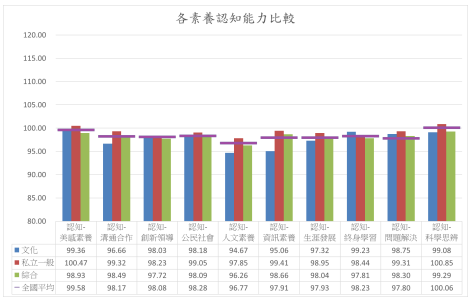 各素養認知能力比較
120.00
115.00
110.00
105.00
100.00
95.00
90.00
85.00
80.00
認知-美感素養 認知-溝通合作 認知-創新領導 認知-公民社會 認知-人文素養 認知-資訊素養 認知-生涯發展 認知-終身學習 認知-問題解決 認知-科學思辨
文化 99.36 96.66 98.03 98.18 94.67 95.06 97.32 99.23 98.75 99.08
私立一般 100.47 99.32 98.23 99.05 97.85 99.41 98.95 98.44 99.31 100.85
綜合 98.93 98.49 97.72 98.09 96.26 98.66 98.04 97.81 98.30 99.29
全國平均 99.58 98.17 98.08 98.28 96.77 97.91 97.93 98.23 97.80 100.06